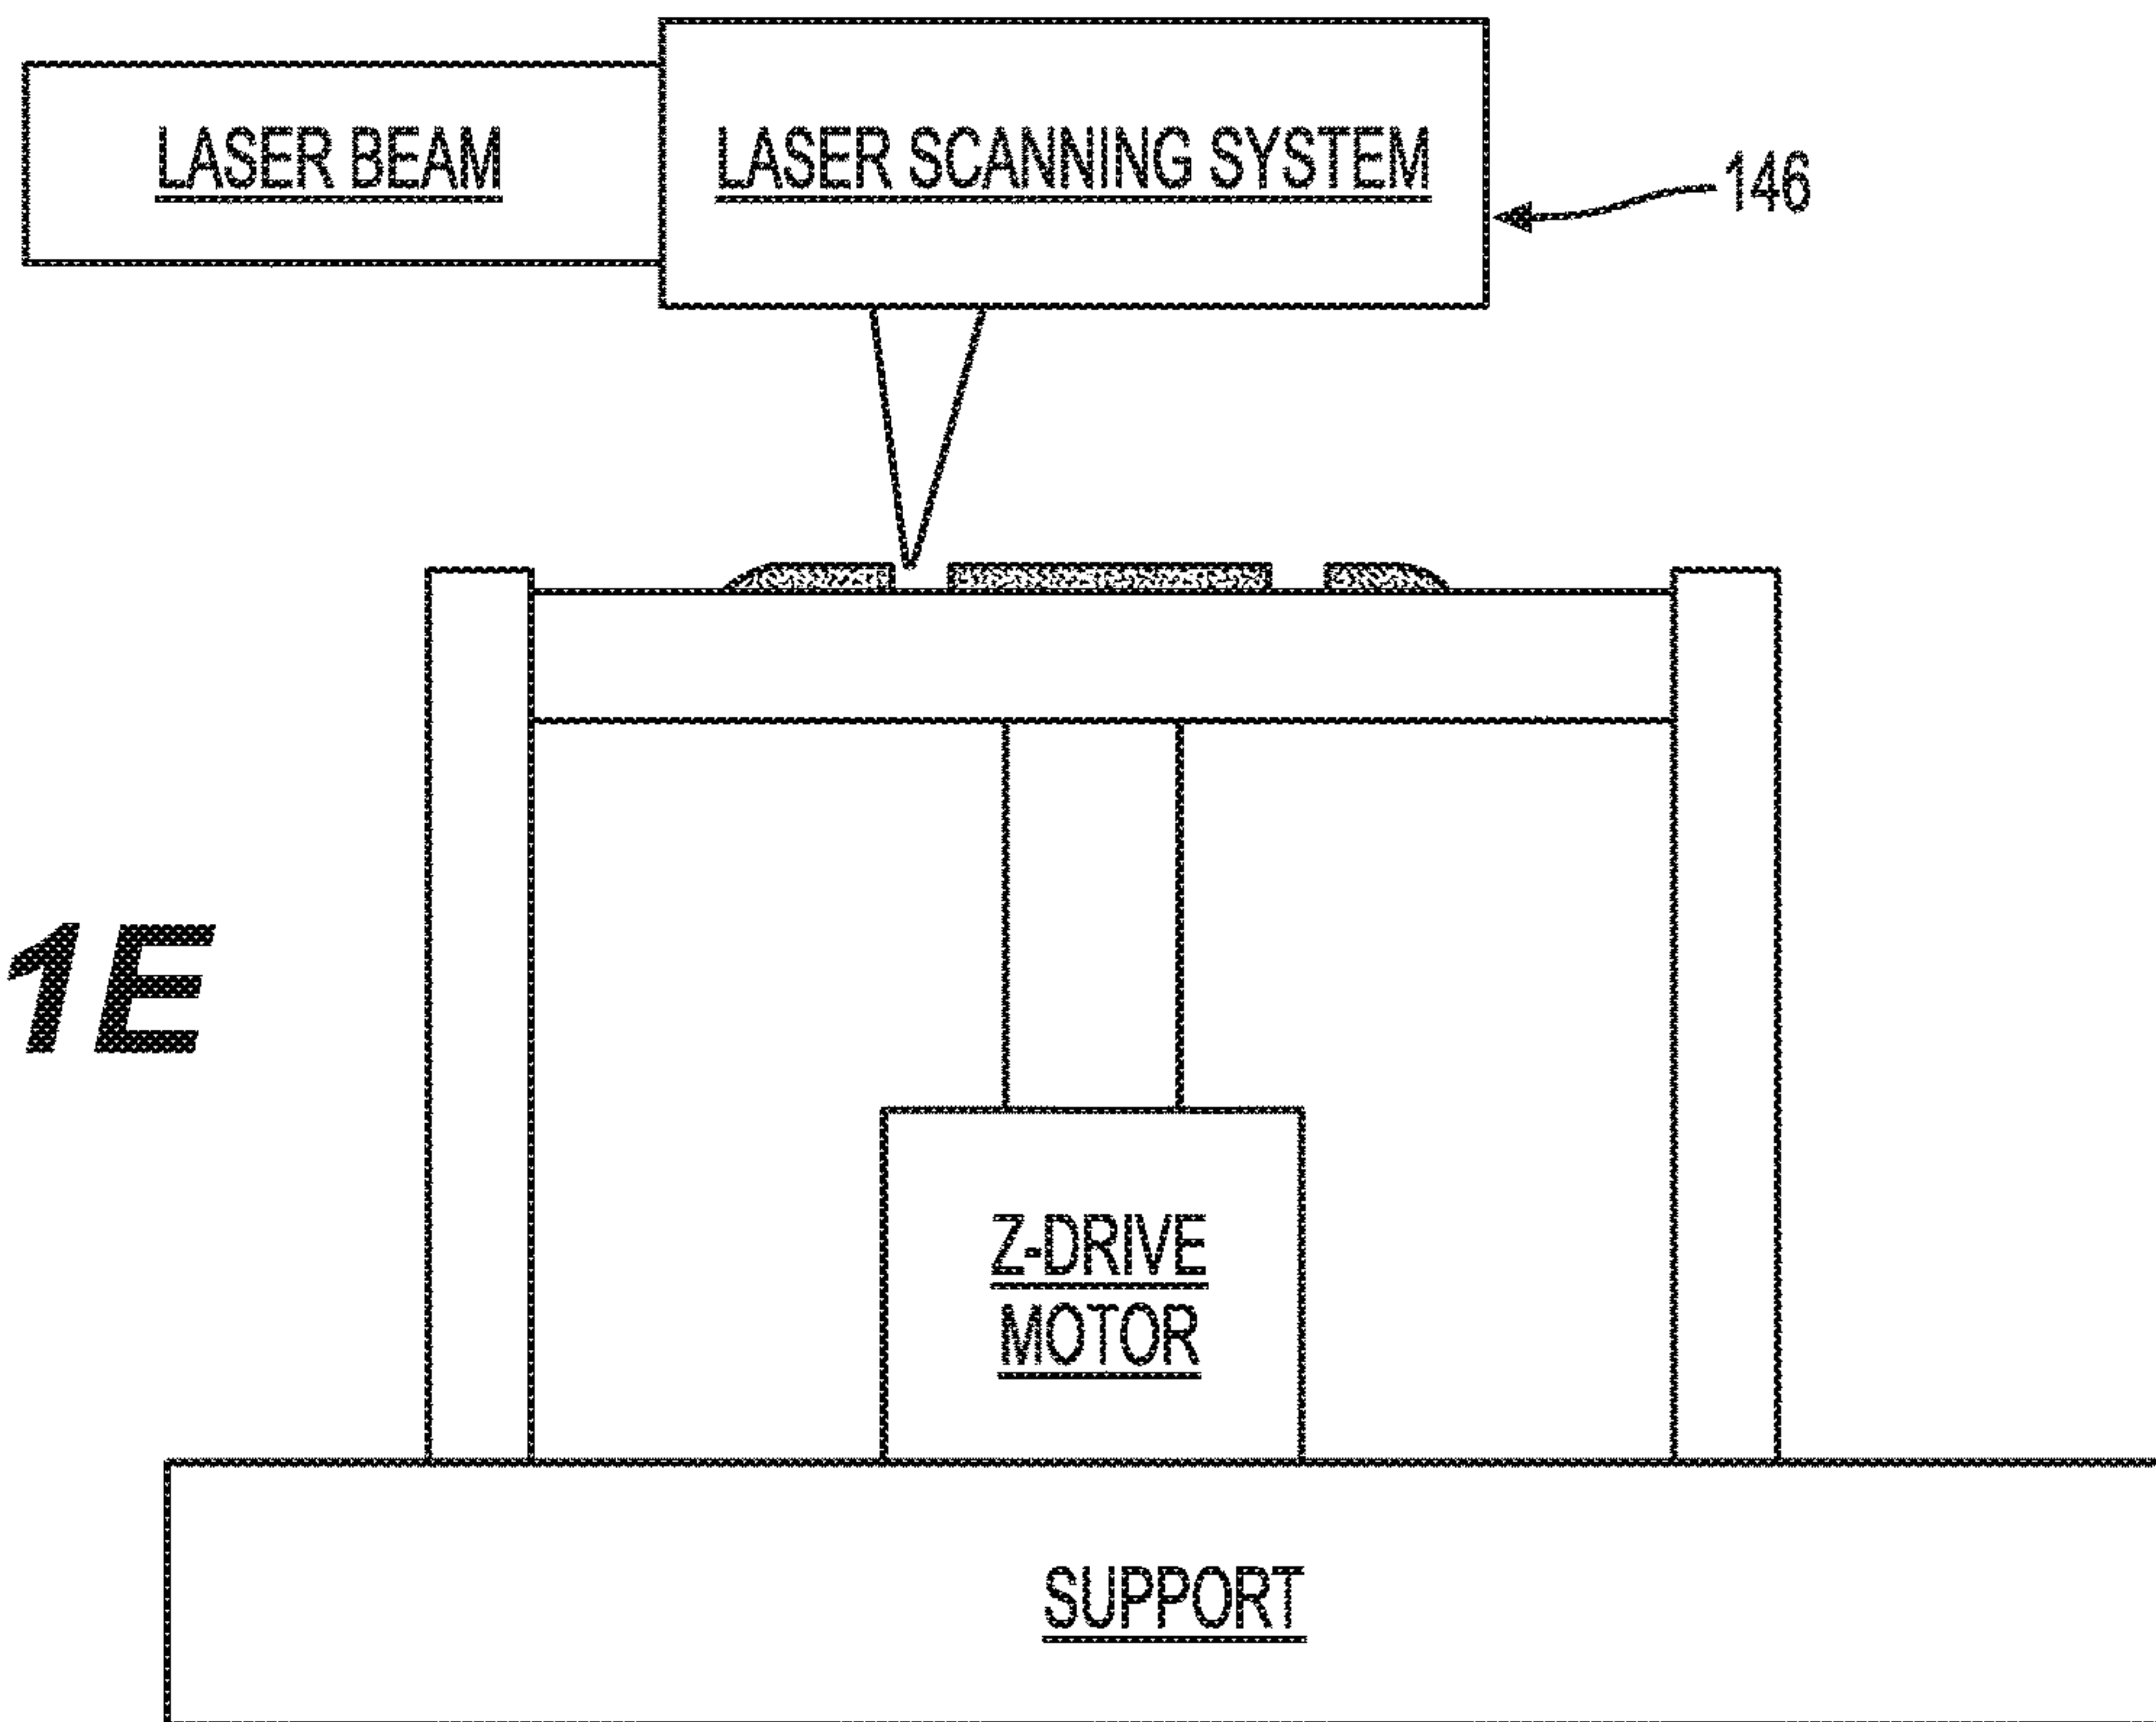 LASER BEAM
LASER SCANNING SYSTEM
146
1E
Z-DRIVE
MOTOR
SUPPORT